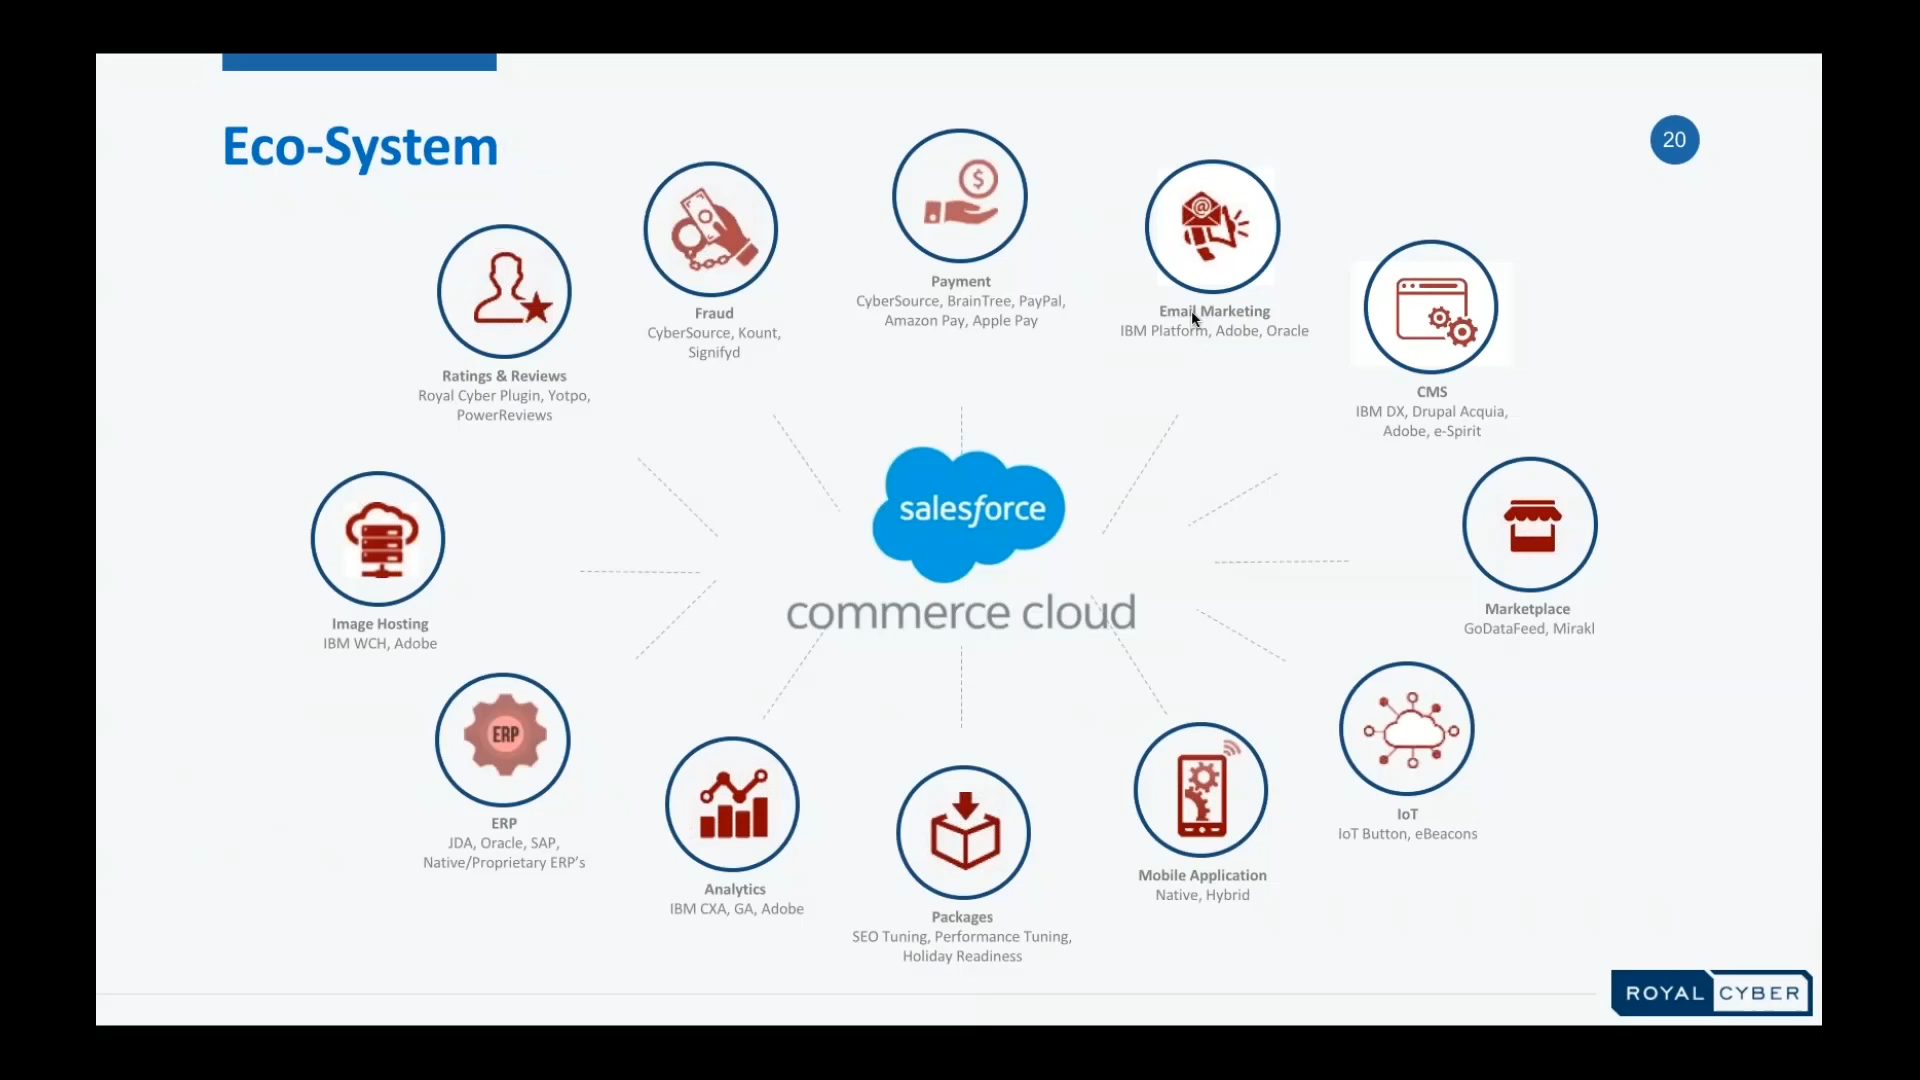 Eco-System
20
Payment
CyberSource, BrainTree, PayPal,
Amazon Pay, Apple Pay
$
Fraud
CyberSource, Kount,
Signifyd
@
Email Marketing
IBM Platform, Adobe, Oracle
Ratings & Reviews
Royal Cyber Plugin, Yotpo,
PowerReviews
CMS
IBM DX, Drupal Acquia,
Adobe, e-Spirit
salesforce
commerce cloud
Image Hosting
IBM WCH, Adobe
Marketplace
GoDataFeed, Mirakl
ERP
ERP
JDA, Oracle, SAP,
Native/Proprietary ERP's
IoT
IoT Button, eBeacons
Analytics
IBM CXA, GA, Adobe
Packages
SEO Tuning, Performance Tuning,
Holiday Readiness
Mobile Application
Native, Hybrid
ROYAL CYBER